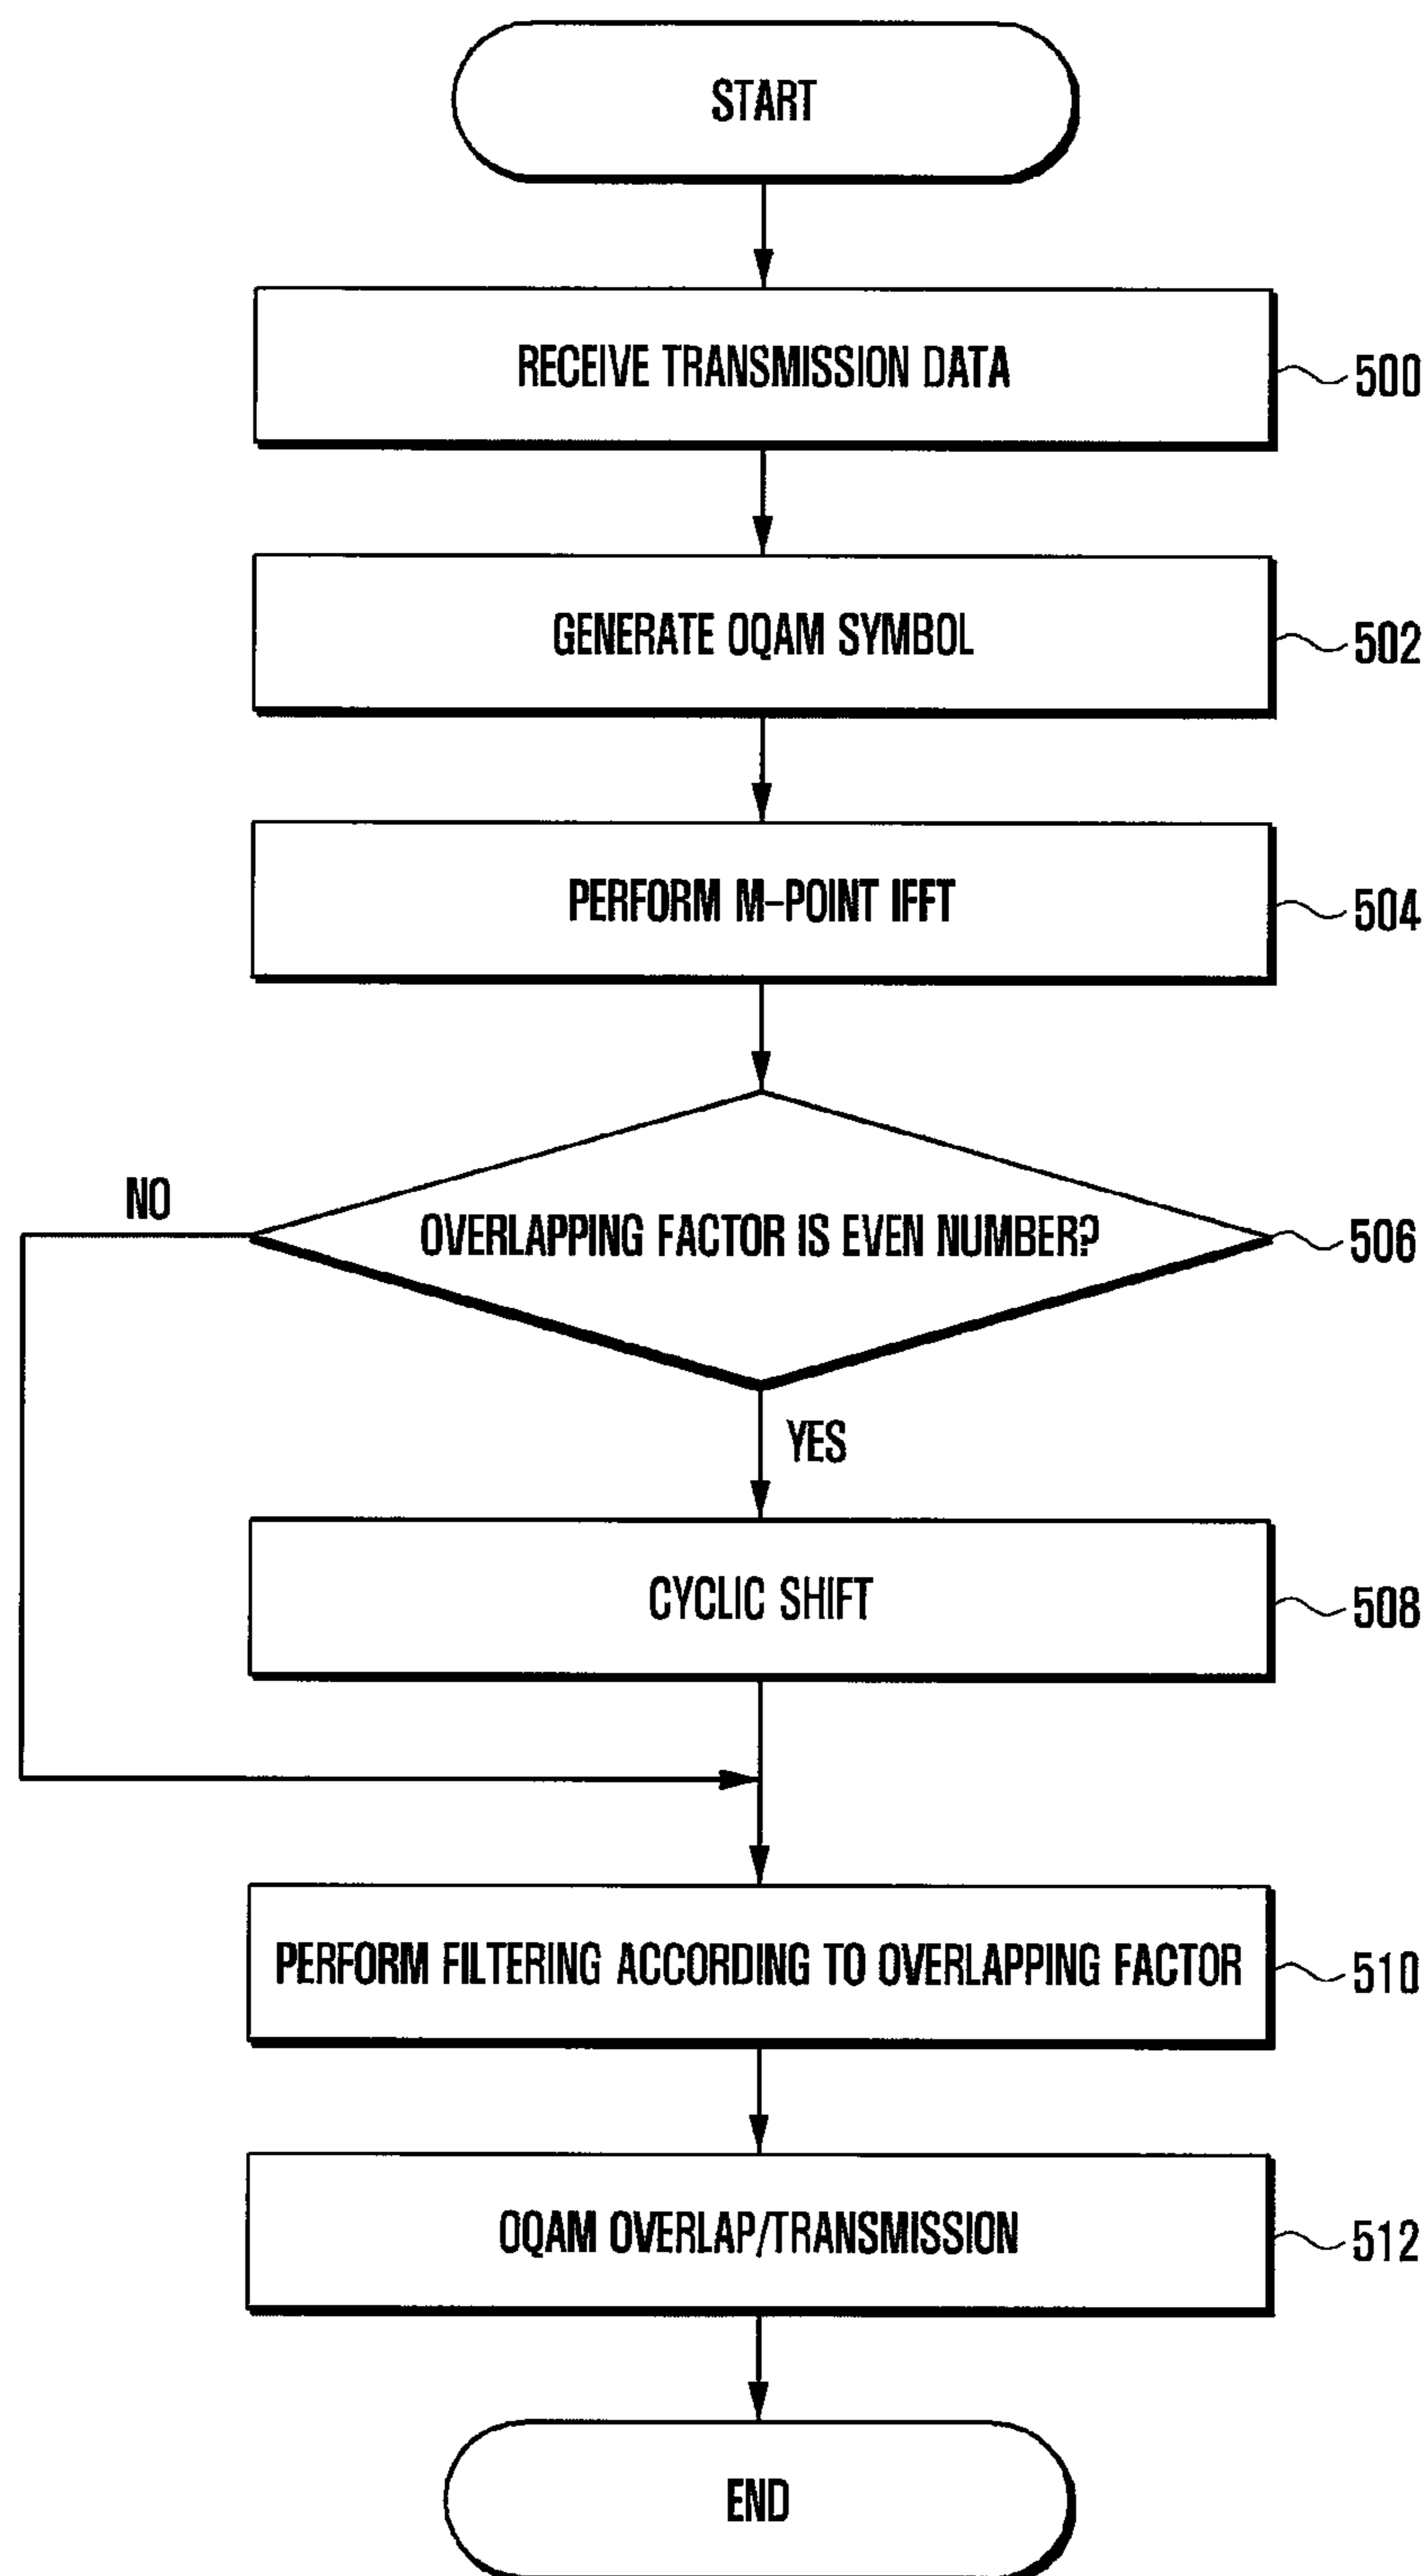 START
RECEIVE TRANSMISSION DATA
500
GENERATE OQAM SYMBOL
502
PERFORM M-POINT IFFT
504
NO
OVERLAPPING FACTOR IS EVEN NUMBER?
506
YES
CYCLIC SHIFT
508
PERFORM FILTERING ACCORDING TO OVERLAPPING FACTOR
510
OQAM OVERLAP/TRANSMISSION
512
END